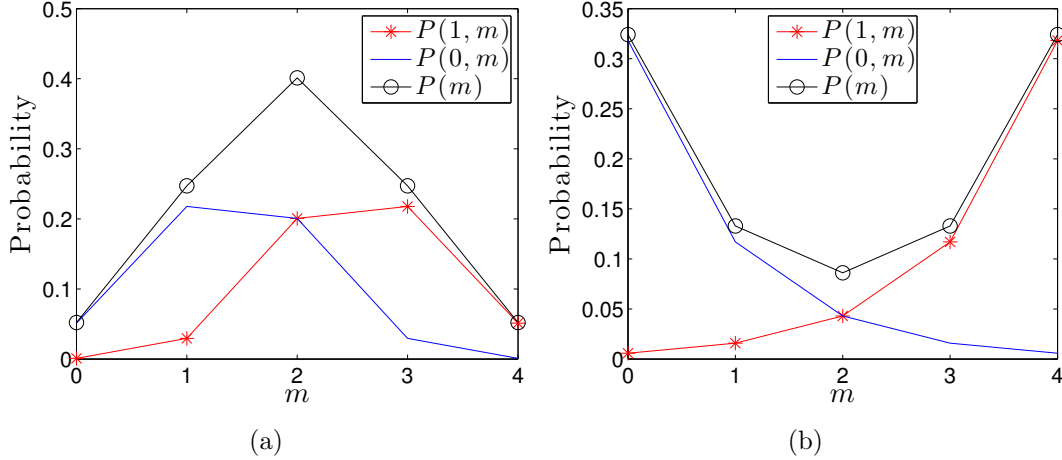 0.5
0.4
0.3
0.2
0.1
0
0 1 2 3 4
Probability
m
P(1, m)
P(0, m)
P(m)
(a)
0.35
0.3
0.25
0.2
0.15
0.1
0.05
0
0 1 2 3 4
Probability
m
P(1, m)
P(0, m)
P(m)
(b)